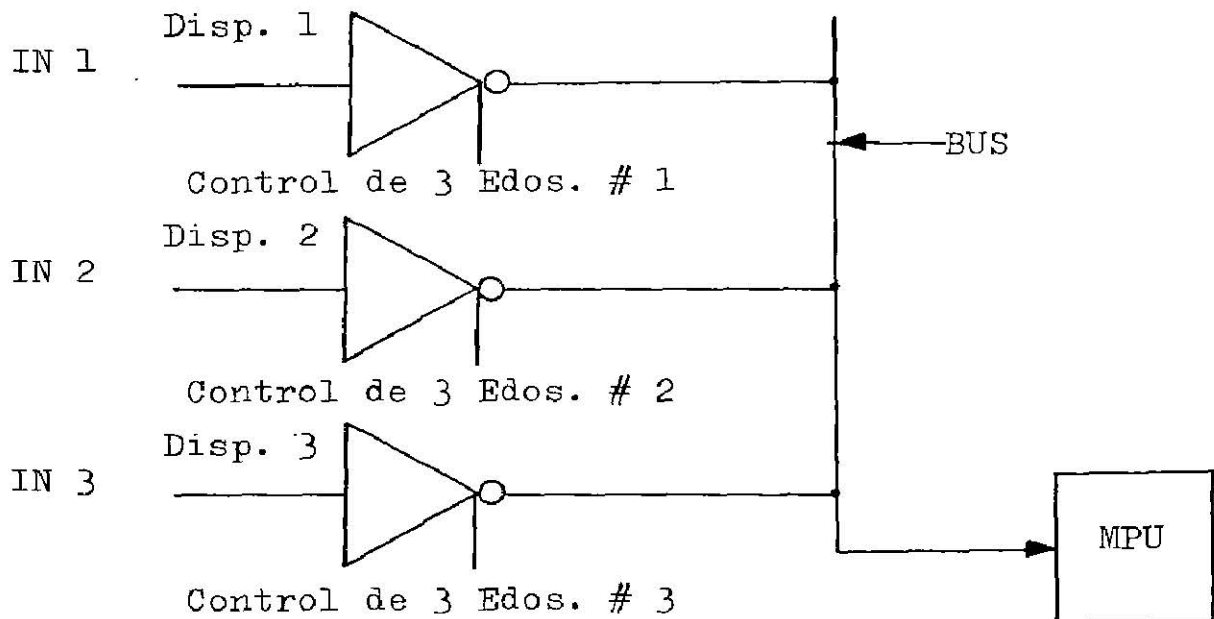 Disp. 1
IN 1
BUS
Control de 3 Edos. # 1
Disp. 2
IN 2
Control de 3 Edos. # 2
Disp. 3
IN 3
MPU
Control de 3 Edos. # 3